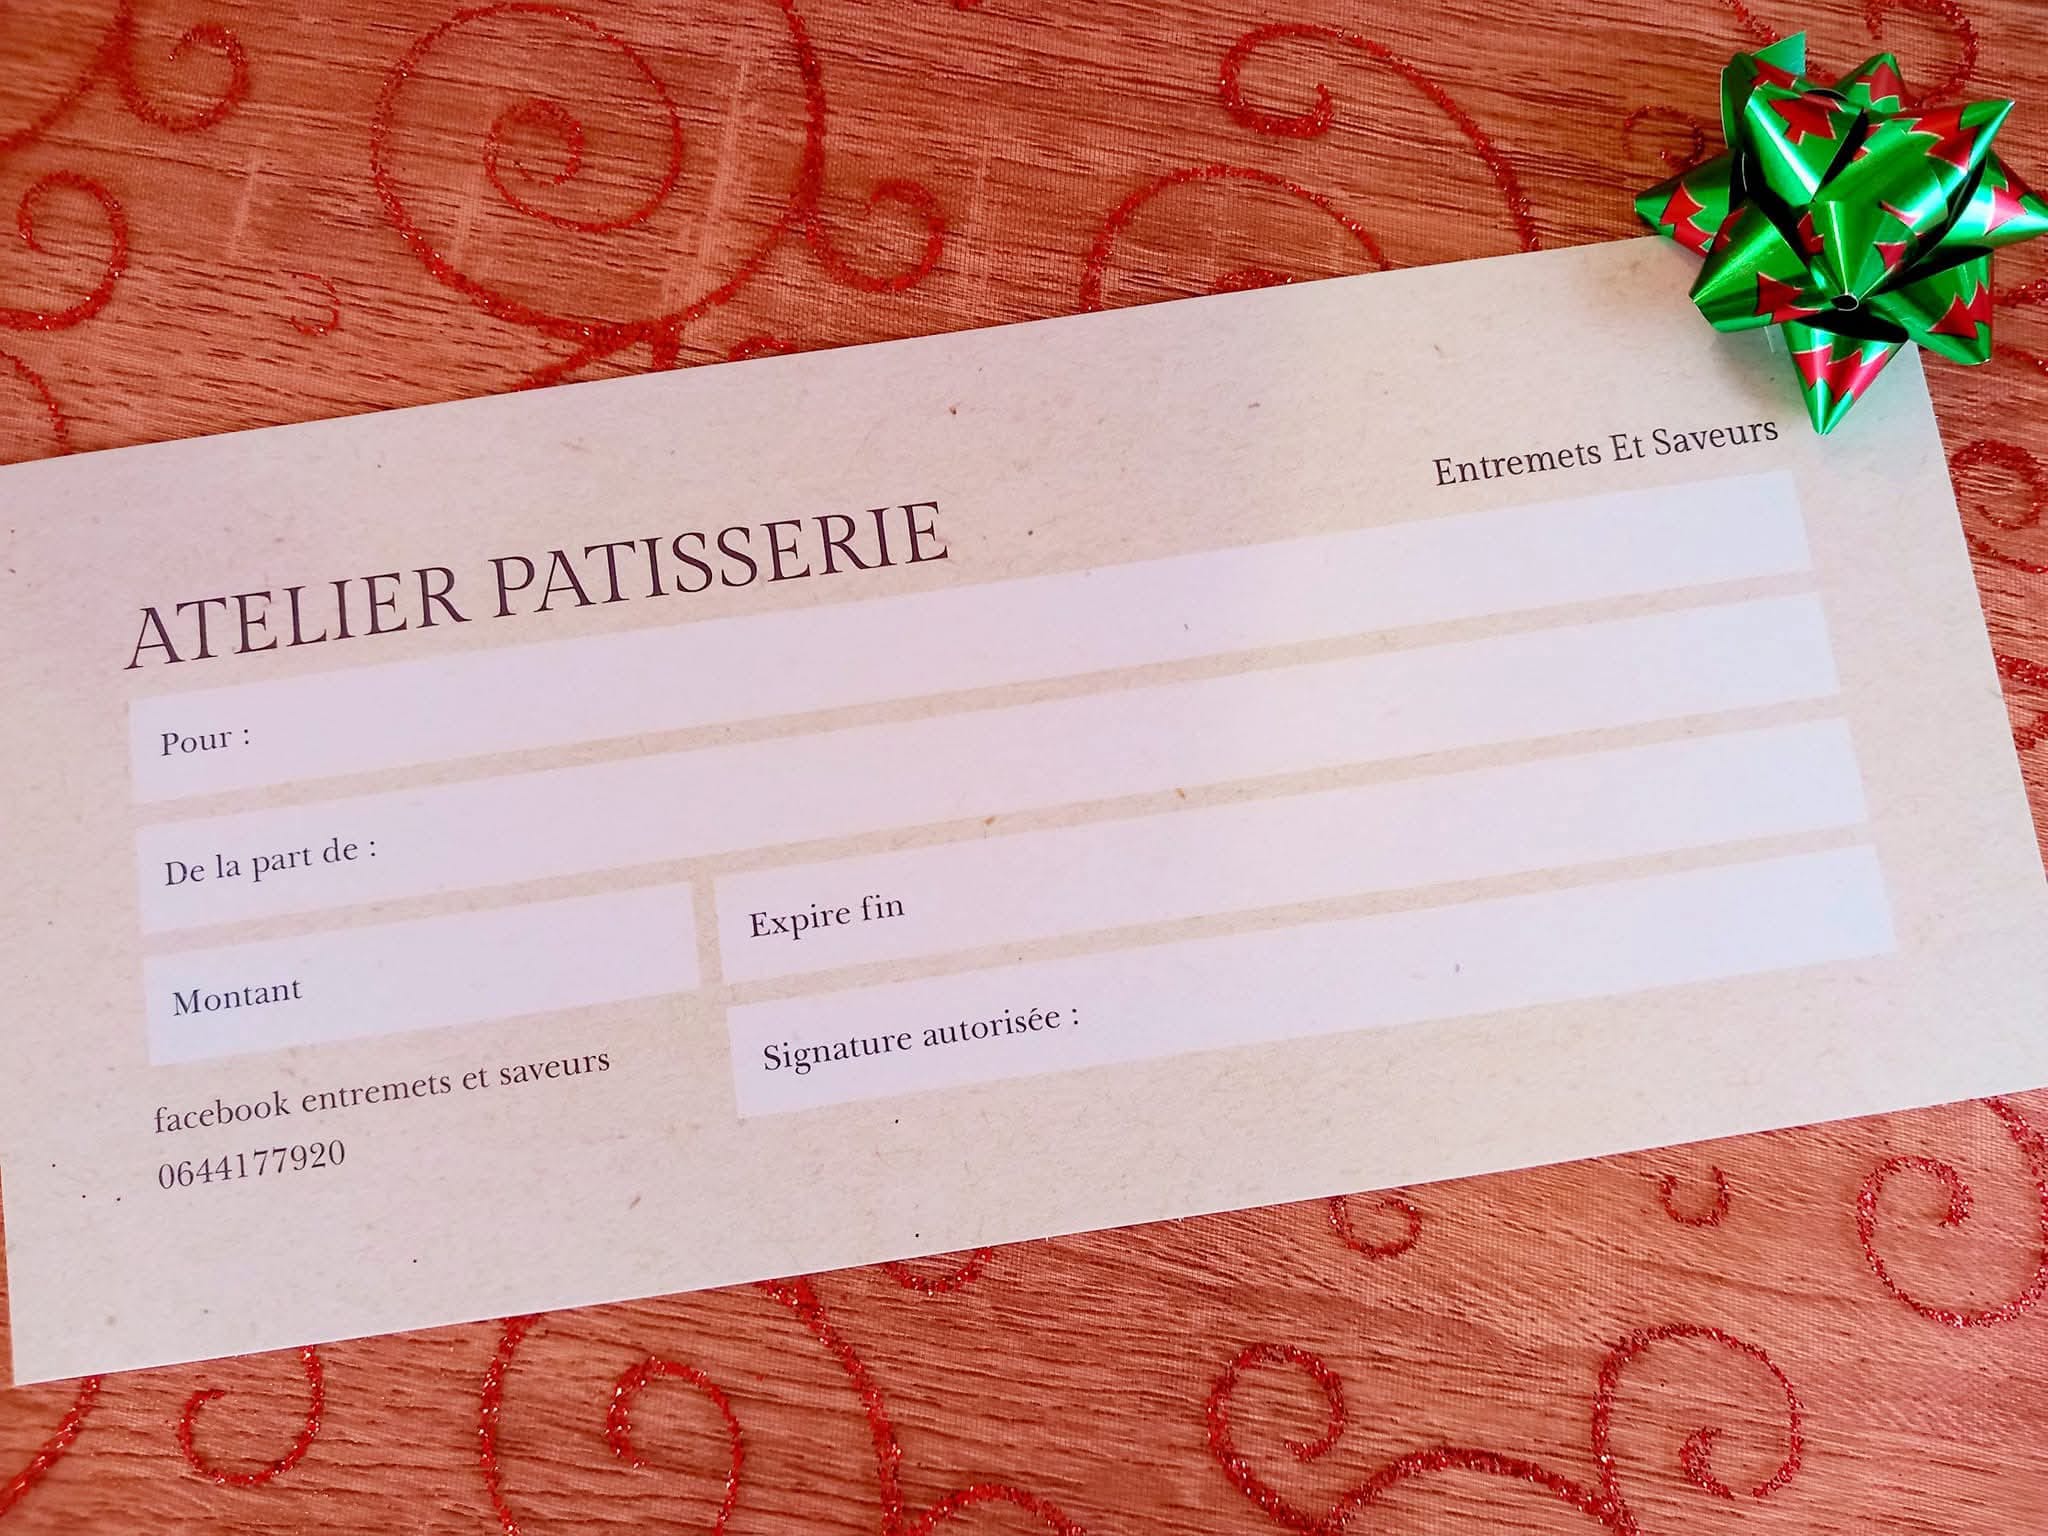 Entremets Et Saveurs
ATELIER PATISSERIE
Pour :
De la part de :
Montant
Expire fin
Signature autorisée :
facebook entremets et saveurs
0644177920